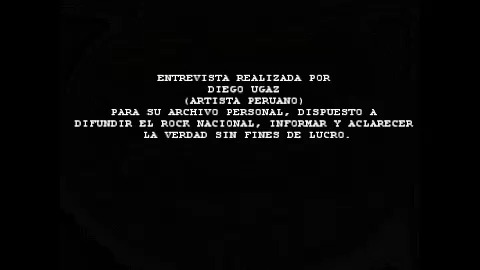 ENTREVISTA REALIZADA POR
DIEGO UGAZ
(ARTISTA PERUANO)
PARA SU ARCHIVO PERSONAL, DISPUESTO A
DIFUNDIR EL ROCK NACIONAL, INFORMAR Y ACLARECER
LA VERDAD SIN FINES DE LUCRO.